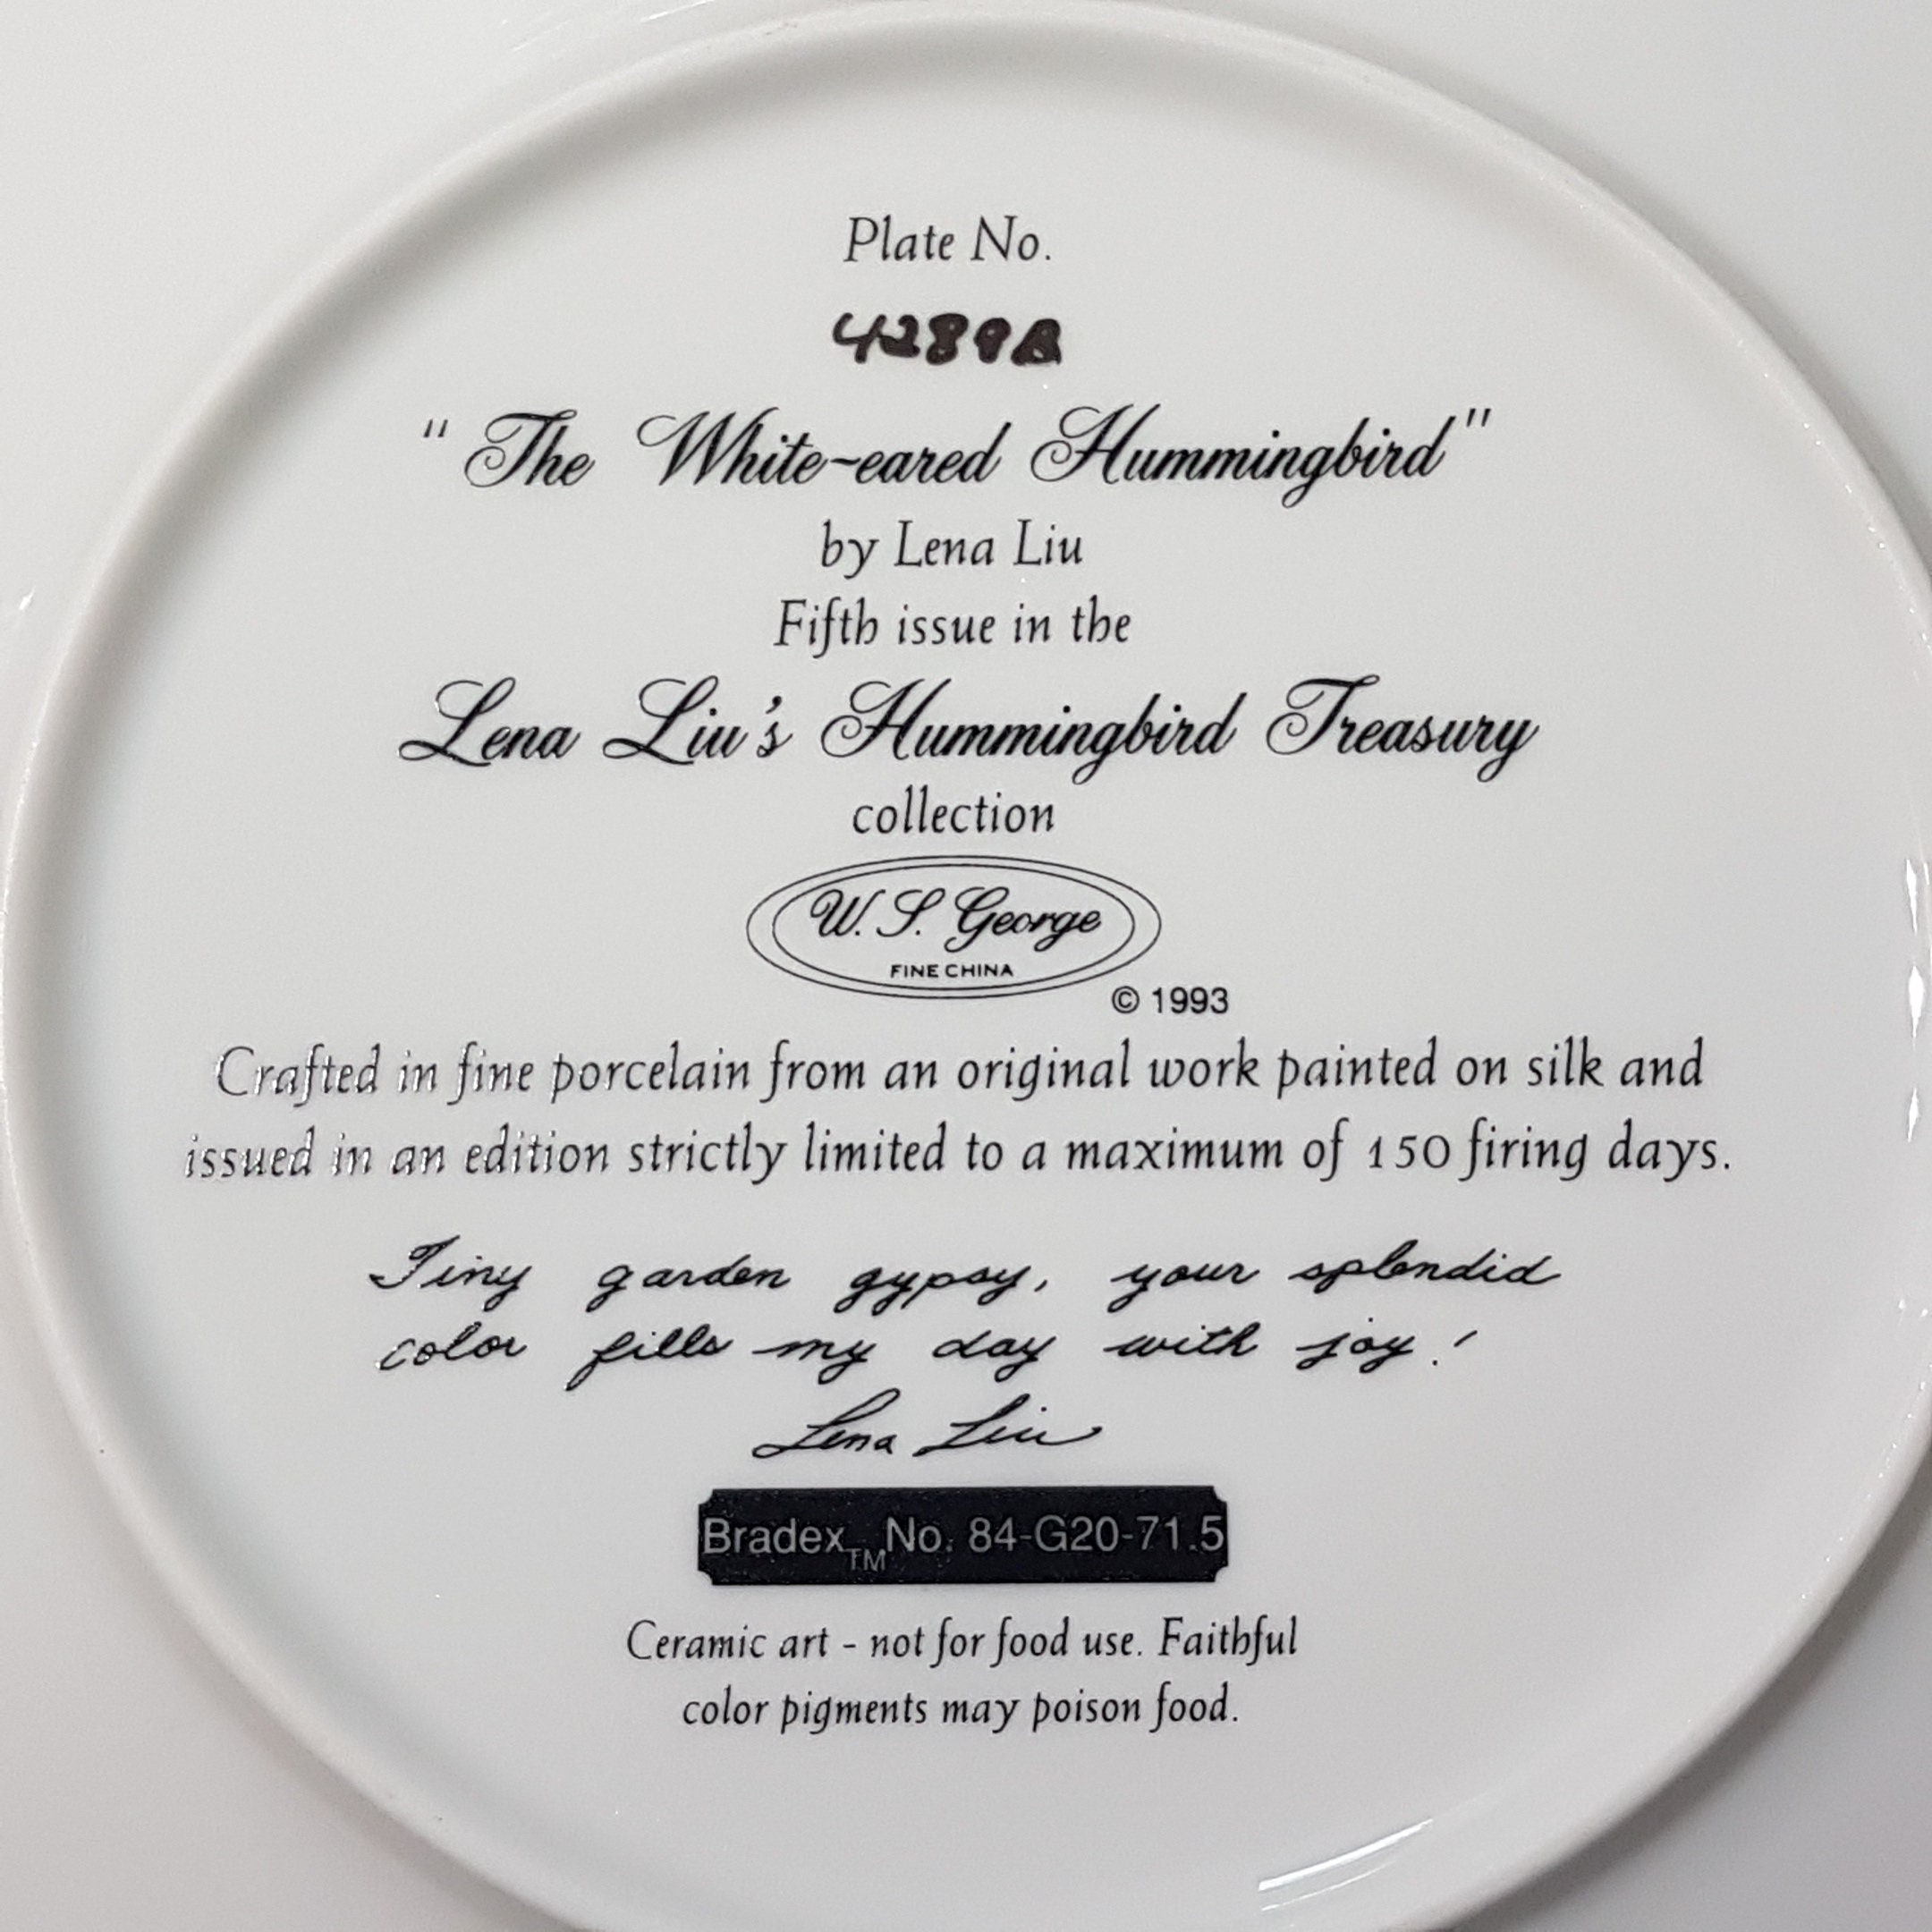 Plate No.
4289A
"The White-eared Hummingbird"
by Lena Liu
Fifth issue in the
Lena Liu's Hummingbird Treasury
collection
W. S. George
FINE CHINA
© 1993
Crafted in fine porcelain from an original work painted on silk and
issued in an edition strictly limited to a maximum of 150 firing days.
Tiny garden gypsy, your splendid
color fills my day with joy!
Lena Liu
Bradex™ No. 84-G20-71.5
Ceramic art - not for food use. Faithful
color pigments may poison food.